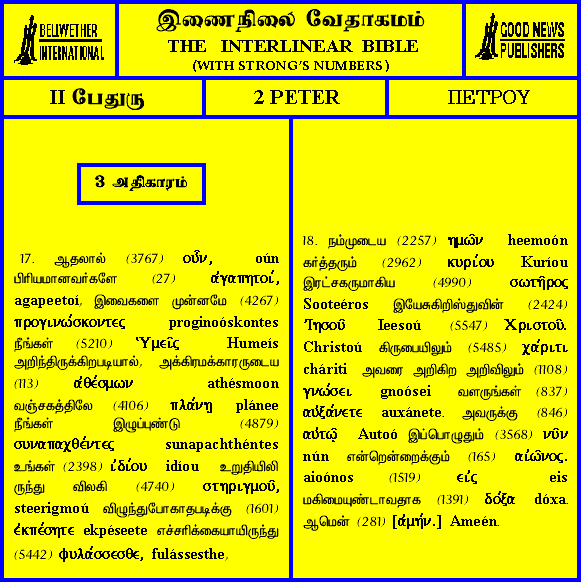 BELLWETHER
INTERNATIONAL
இணைநிலை வேதாகமம்
THE INTERLINEAR BIBLE
(WITH STRONG'S NUMBERS)
GOOD NEWS
PUBLISHERS
II பேதுரு
2 PETER
ΠΕΤΡΟΥ
3 அதிகாரம்
17. ஆதலால் (3767) οὖν, oún
பிரியமானவர்களே (27) ἀγαπητοί,
agapeetoí, இவைகளை முன்னமே (4267)
προγινώσκοντες proginoóskontes
நீங்கள் (5210) Ὑμεῖς Humeís
அறிந்திருக்கிறபடியால், அக்கிரமக்காரருடைய
(113) ἀθέσμων athésmoon
வஞ்சகத்திலே (4106) πλάνῃ plánee
நீங்கள் இழுப்புண்டு (4879)
συναπαχθέντες sunapachthéntes
உங்கள் (2398) ἰδίου idíou உறுதியிலி
ருந்து விலகி (4740) στηριγμοῦ,
steerigmoú விழுந்துபோகாதபடிக்கு (1601)
ἐκπέσητε ekpéseete எச்சரிக்கையாயிருந்து
(5442) φυλάσσεσθε, fulássesthe,
18. நம்முடைய (2257) ημῶν heemoón
கர்த்தரும் (2962) κυρίου Kuríou
இரட்சகருமாகிய (4990) σωτῆρος
Sooteéros இயேசுகிறிஸ்துவின் (2424)
Ἰησοῦ Ieesoú (5547) Χριστοῦ.
Christoú கிருபையிலும் (5485) χάριτι
cháriti அவரை அறிகிற அறிவிலும் (1108)
γνώσει gnoósei வளருங்கள் (837)
αὐξάνετε auxánete. அவருக்கு (846)
αὐτῷ Autoó இப்பொழுதும் (3568) νῦν
nún என்றென்றைக்கும் (165) αἰῶνος.
aioónos (1519) εἰς eis
மகிமையுண்டாவதாக (1391) δόξα dóxa.
ஆமென் (281) [ἀμήν.] Ameén.